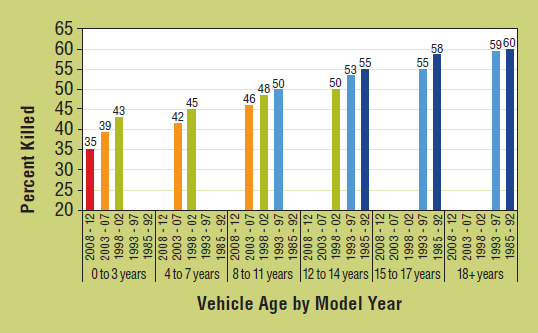 Percent Killed
65
60
55
50
45
40
35
30
25
20
35
39
43
42
45
46
48
50
50
53
55
55
58
59
60
2008 - 12
2003 - 07
1998 - 02
1993 - 97
1985 - 92
2008 - 12
2003 - 07
1998 - 02
1993 - 97
1985 - 92
2008 - 12
2003 - 07
1998 - 02
1993 - 97
1985 - 92
2008 - 12
2003 - 07
1998 - 02
1993 - 97
1985 - 92
2008 - 12
2003 - 07
1998 - 02
1993 - 97
1985 - 92
2008 - 12
2003 - 07
1998 - 02
1993 - 97
1985 - 92
0 to 3 years
4 to 7 years
8 to 11 years
12 to 14 years
15 to 17 years
18+ years
Vehicle Age by Model Year